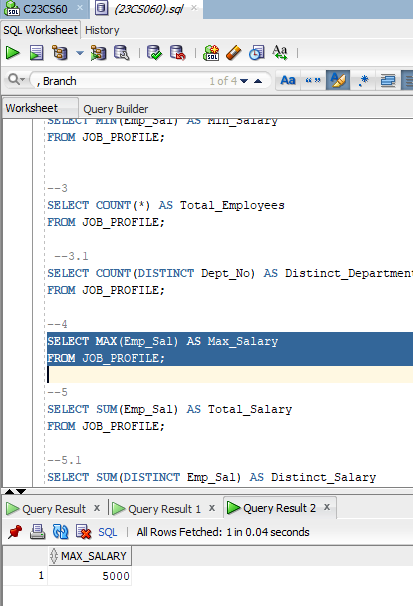 C23CS60
(23CS060).sql
SQL Worksheet History
, Branch 1 of 4
Worksheet Query Builder
SELECT MIN(Emp_Sal) AS Min_Salary
FROM JOB_PROFILE;
--3
SELECT COUNT(*) AS Total_Employees
FROM JOB_PROFILE;
--3.1
SELECT COUNT(DISTINCT Dept_No) AS Distinct_Department
FROM JOB_PROFILE;
--4
SELECT MAX(Emp_Sal) AS Max_Salary
FROM JOB_PROFILE;
--5
SELECT SUM(Emp_Sal) AS Total_Salary
FROM JOB_PROFILE;
--5.1
SELECT SUM(DISTINCT Emp_Sal) AS Distinct_Salary
Query Result x Query Result 1 x Query Result 2 x
SQL | All Rows Fetched: 1 in 0.04 seconds
MAX_SALARY
1 5000